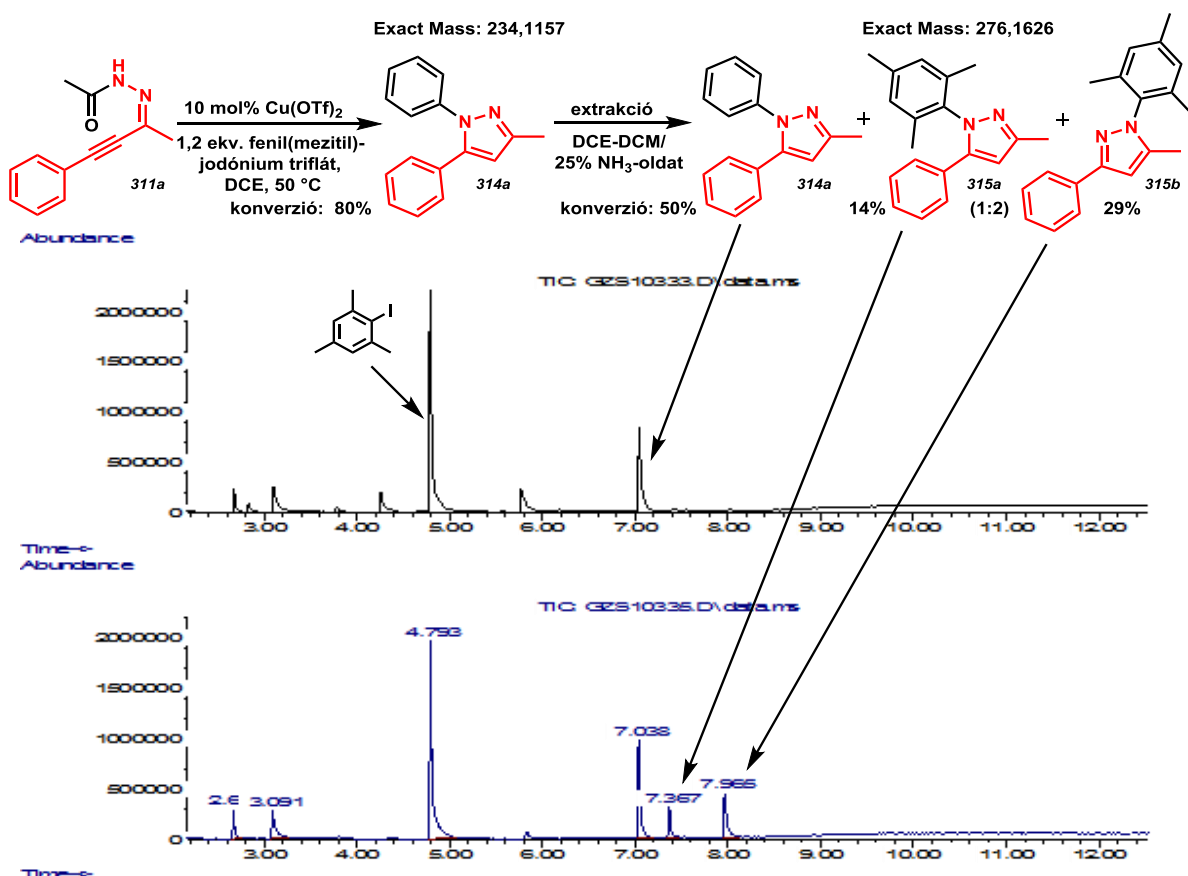 Exact Mass: 234,1157
Exact Mass: 276,1626
H
N
N
O
311a
10 mol% Cu(OTf)2
1,2 ekv. fenil(mezitil)-
jodónium triflát,
DCE, 50 °C
konverzió: 80%
N
N
314a
extrakció
DCE-DCM/
25% NH3-oldat
konverzió: 50%
N
N
314a
+
14%
N
N
315a
(1:2)
+
N
N
315b
29%
Abundance
TIC: GZS10333.D\data.ms
I
2000000
1500000
1000000
500000
0
3.00 4.00 5.00 6.00 7.00 8.00 9.00 10.00 11.00 12.00
Time-->
Abundance
TIC: GZS10335.D\data.ms
2000000
1500000
1000000
500000
0
4.793
7.038
7.367
7.965
2.6
3.091
3.00 4.00 5.00 6.00 7.00 8.00 9.00 10.00 11.00 12.00
Time-->